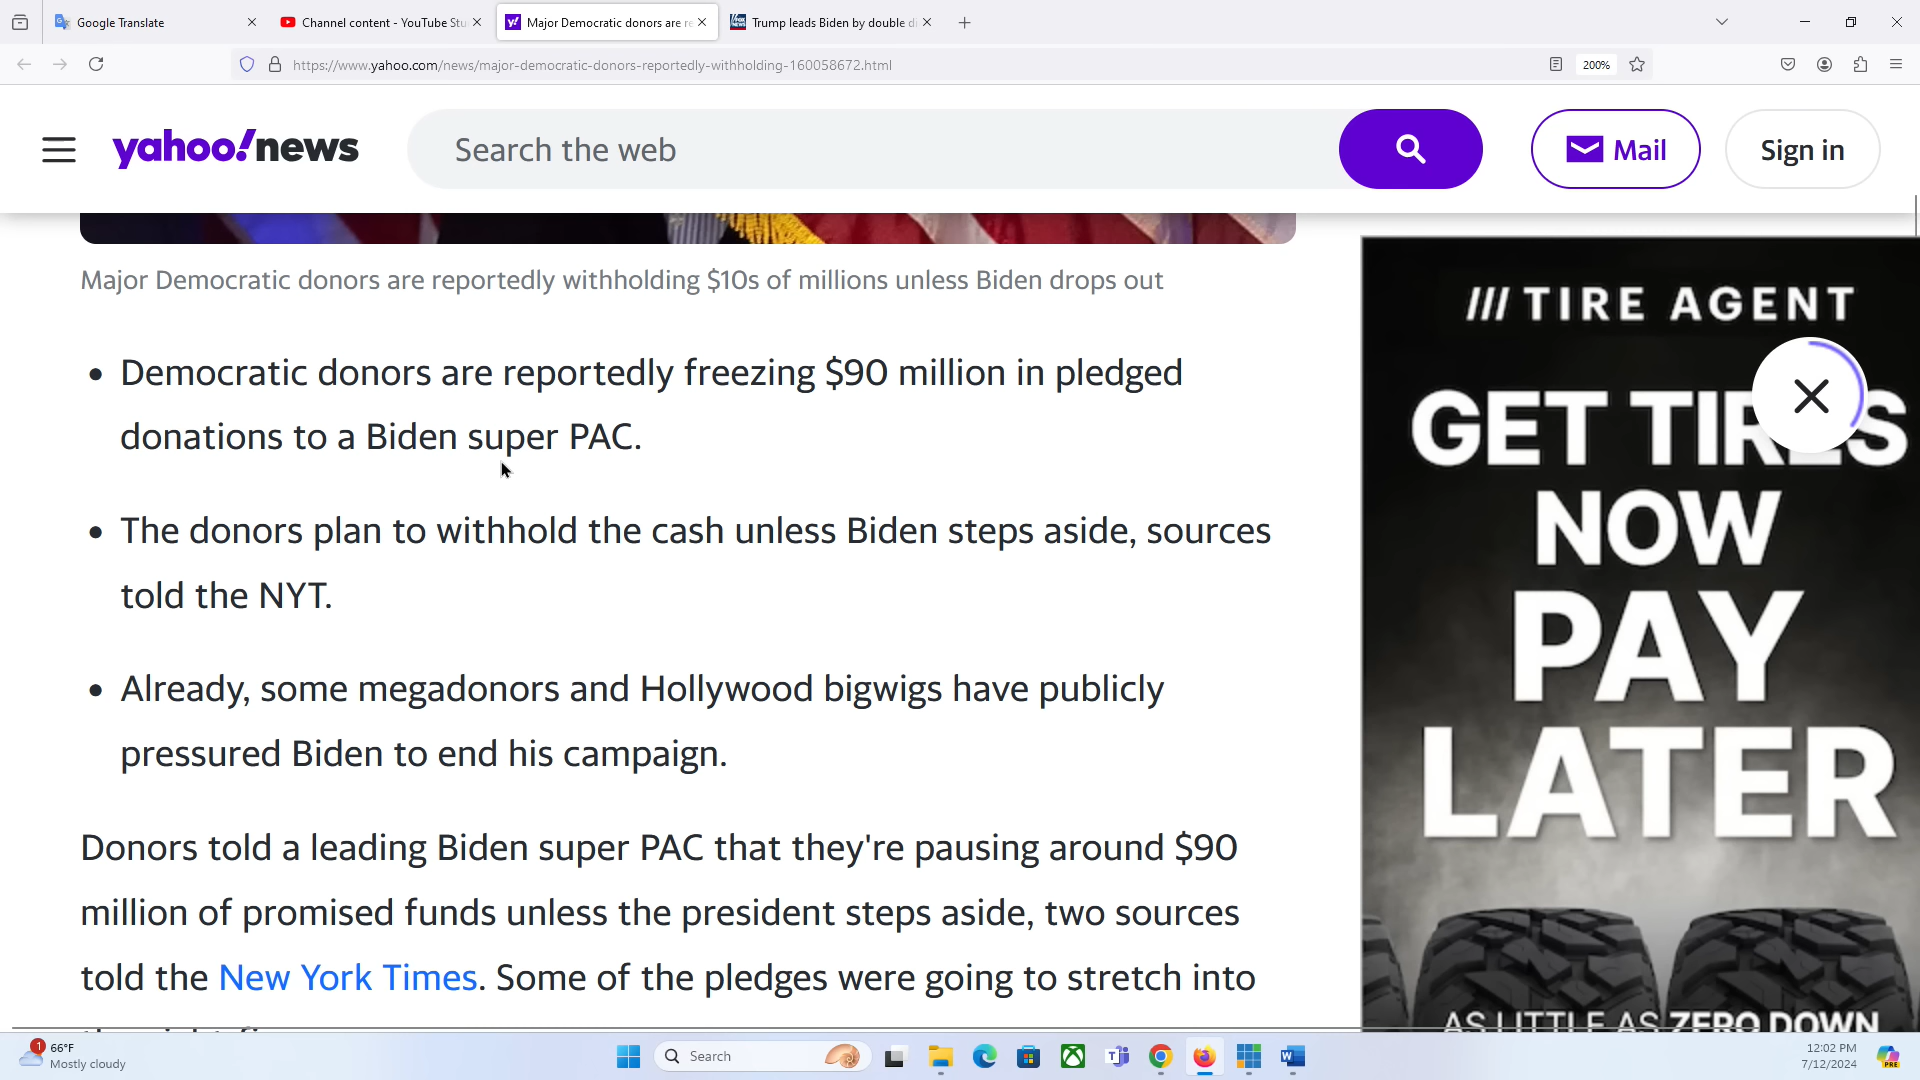 Google Translate
Channel content - YouTube Stu
Major Democratic donors are re
Trump leads Biden by double di
https://www.yahoo.com/news/major-democratic-donors-reportedly-withholding-160058672.html
200%
yahoo!news
Search the web
Mail
Sign in
Major Democratic donors are reportedly withholding $10s of millions unless Biden drops out
• Democratic donors are reportedly freezing $90 million in pledged
donations to a Biden super PAC.
• The donors plan to withhold the cash unless Biden steps aside, sources
told the NYT.
• Already, some megadonors and Hollywood bigwigs have publicly
pressured Biden to end his campaign.
Donors told a leading Biden super PAC that they're pausing around $90
million of promised funds unless the president steps aside, two sources
told the New York Times. Some of the pledges were going to stretch into
/// TIRE AGENT
GET TIRES
NOW
PAY
LATER
AS LITTLE AS ZERO DOWN
1
66°F
Mostly cloudy
Search
12:02 PM
7/12/2024
PRE